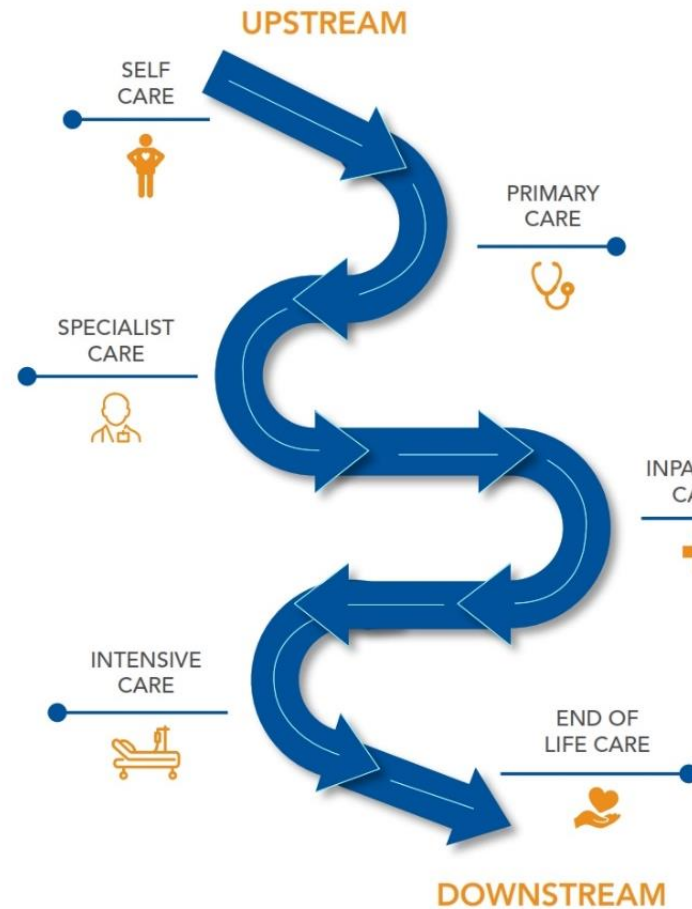 UPSTREAM
SELF
CARE
PRIMARY
CARE
SPECIALIST
CARE
INTENSIVE
CARE
END OF
LIFE CARE
DOWNSTREAM